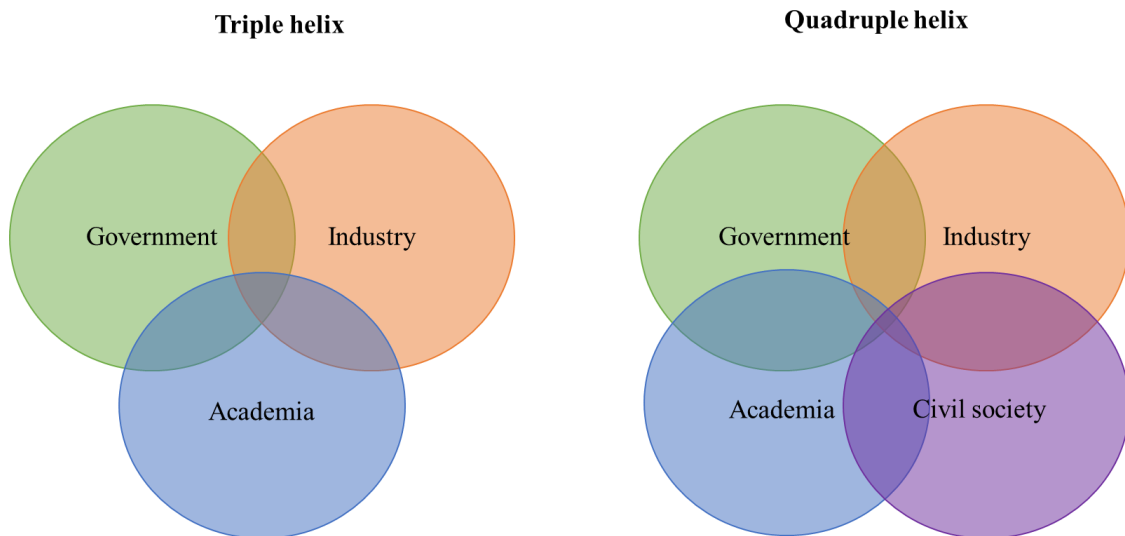 Triple helix
Quadruple helix
Government
Industry
Academia
Government
Industry
Academia
Civil society